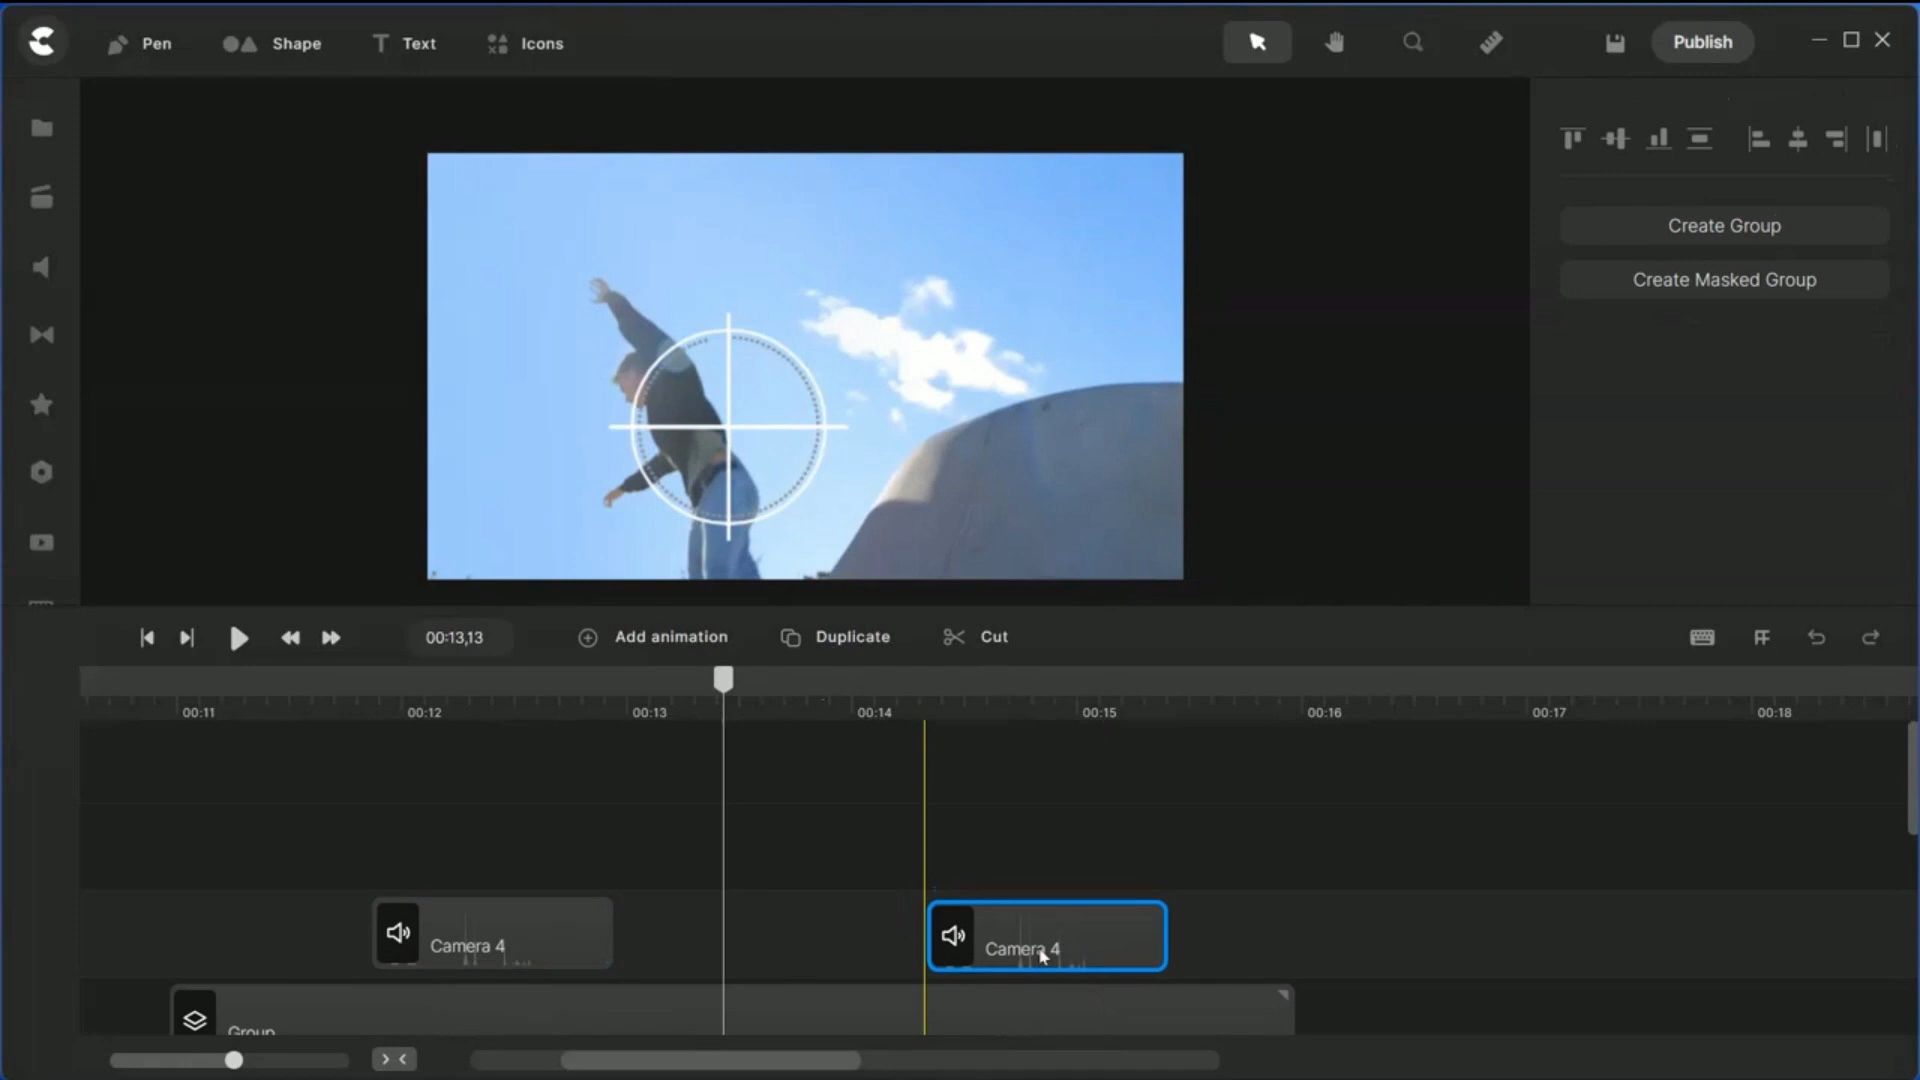 Pen Shape Text Icons Publish
Create Group
Create Masked Group
00:13,13 Add animation Duplicate Cut
00:11 00:12 00:13 00:14 00:15 00:16 00:17 00:18
Camera 4 Camera 4
Group